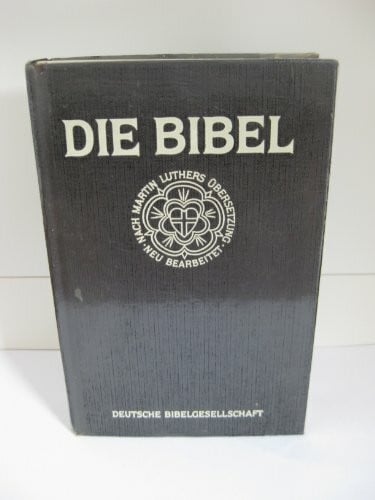 DIE BIBEL
NACH MARTIN LUTHERS ÜBERSETZUNG · NEU BEARBEITET ·
DEUTSCHE BIBELGESELLSCHAFT